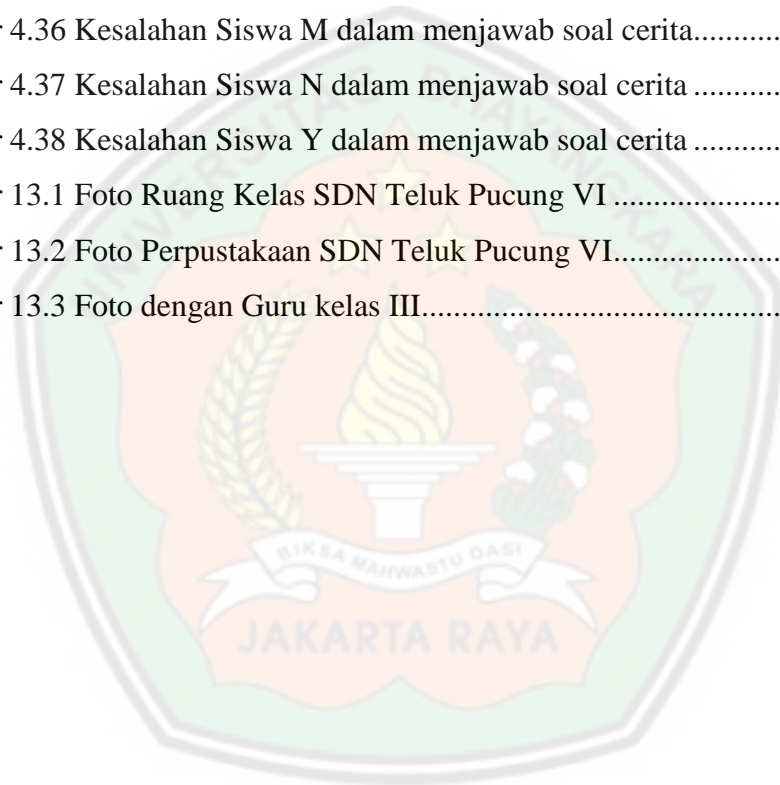 r 4.36 Kesalahan Siswa M dalam menjawab soal cerita...........
r 4.37 Kesalahan Siswa N dalam menjawab soal cerita ...........
r 4.38 Kesalahan Siswa Y dalam menjawab soal cerita ...........
r 13.1 Foto Ruang Kelas SDN Teluk Pucung VI .....................
r 13.2 Foto Perpustakaan SDN Teluk Pucung VI.....................
r 13.3 Foto dengan Guru kelas III.............................................
UNIVERSITAS BHAYANGKARA
BIKSA MAHWASTU DASI
JAKARTA RAYA